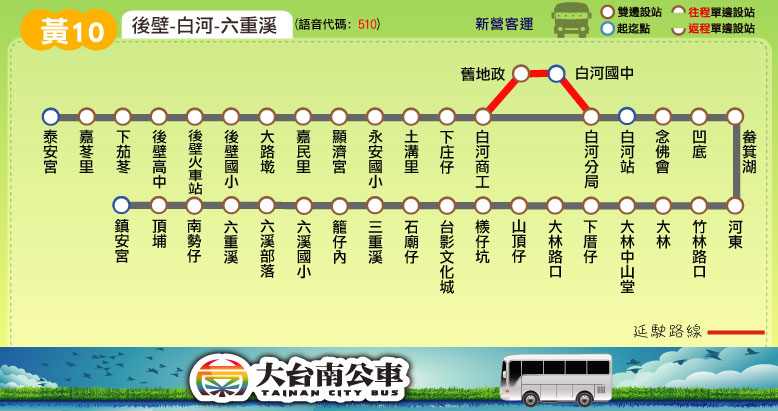 黃10
後壁-白河-六重溪
(語音代碼：510)
新營客運
雙邊設站
往程單邊設站
起迄點
返程單邊設站
舊地政
白河國中
泰安宮
嘉苳里
下茄苳
後壁高中
後壁火車站
後壁國小
大路墘
嘉民里
顯濟宮
永安國小
土溝里
下庄仔
白河商工
白河分局
白河站
念佛會
凹底
畚箕湖
鎮安宮
頂埔
南勢仔
六重溪
六溪部落
六溪國小
籠仔內
三重溪
石廟仔
台影文化城
檨仔坑
山頂仔
大林路口
下厝仔
大林中山堂
大林
竹林路口
河東
延駛路線
大台南公車
TAINAN CITY BUS